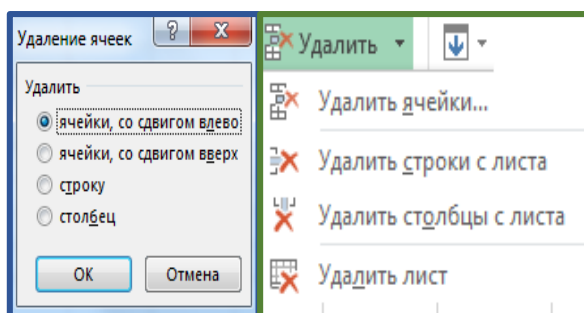 Удаление ячеек
Удалить
ячейки, со сдвигом влево
ячейки, со сдвигом вверх
строку
столбец
ОК
Отмена
Удалить
Удалить ячейки...
Удалить строки с листа
Удалить столбцы с листа
Удалить лист